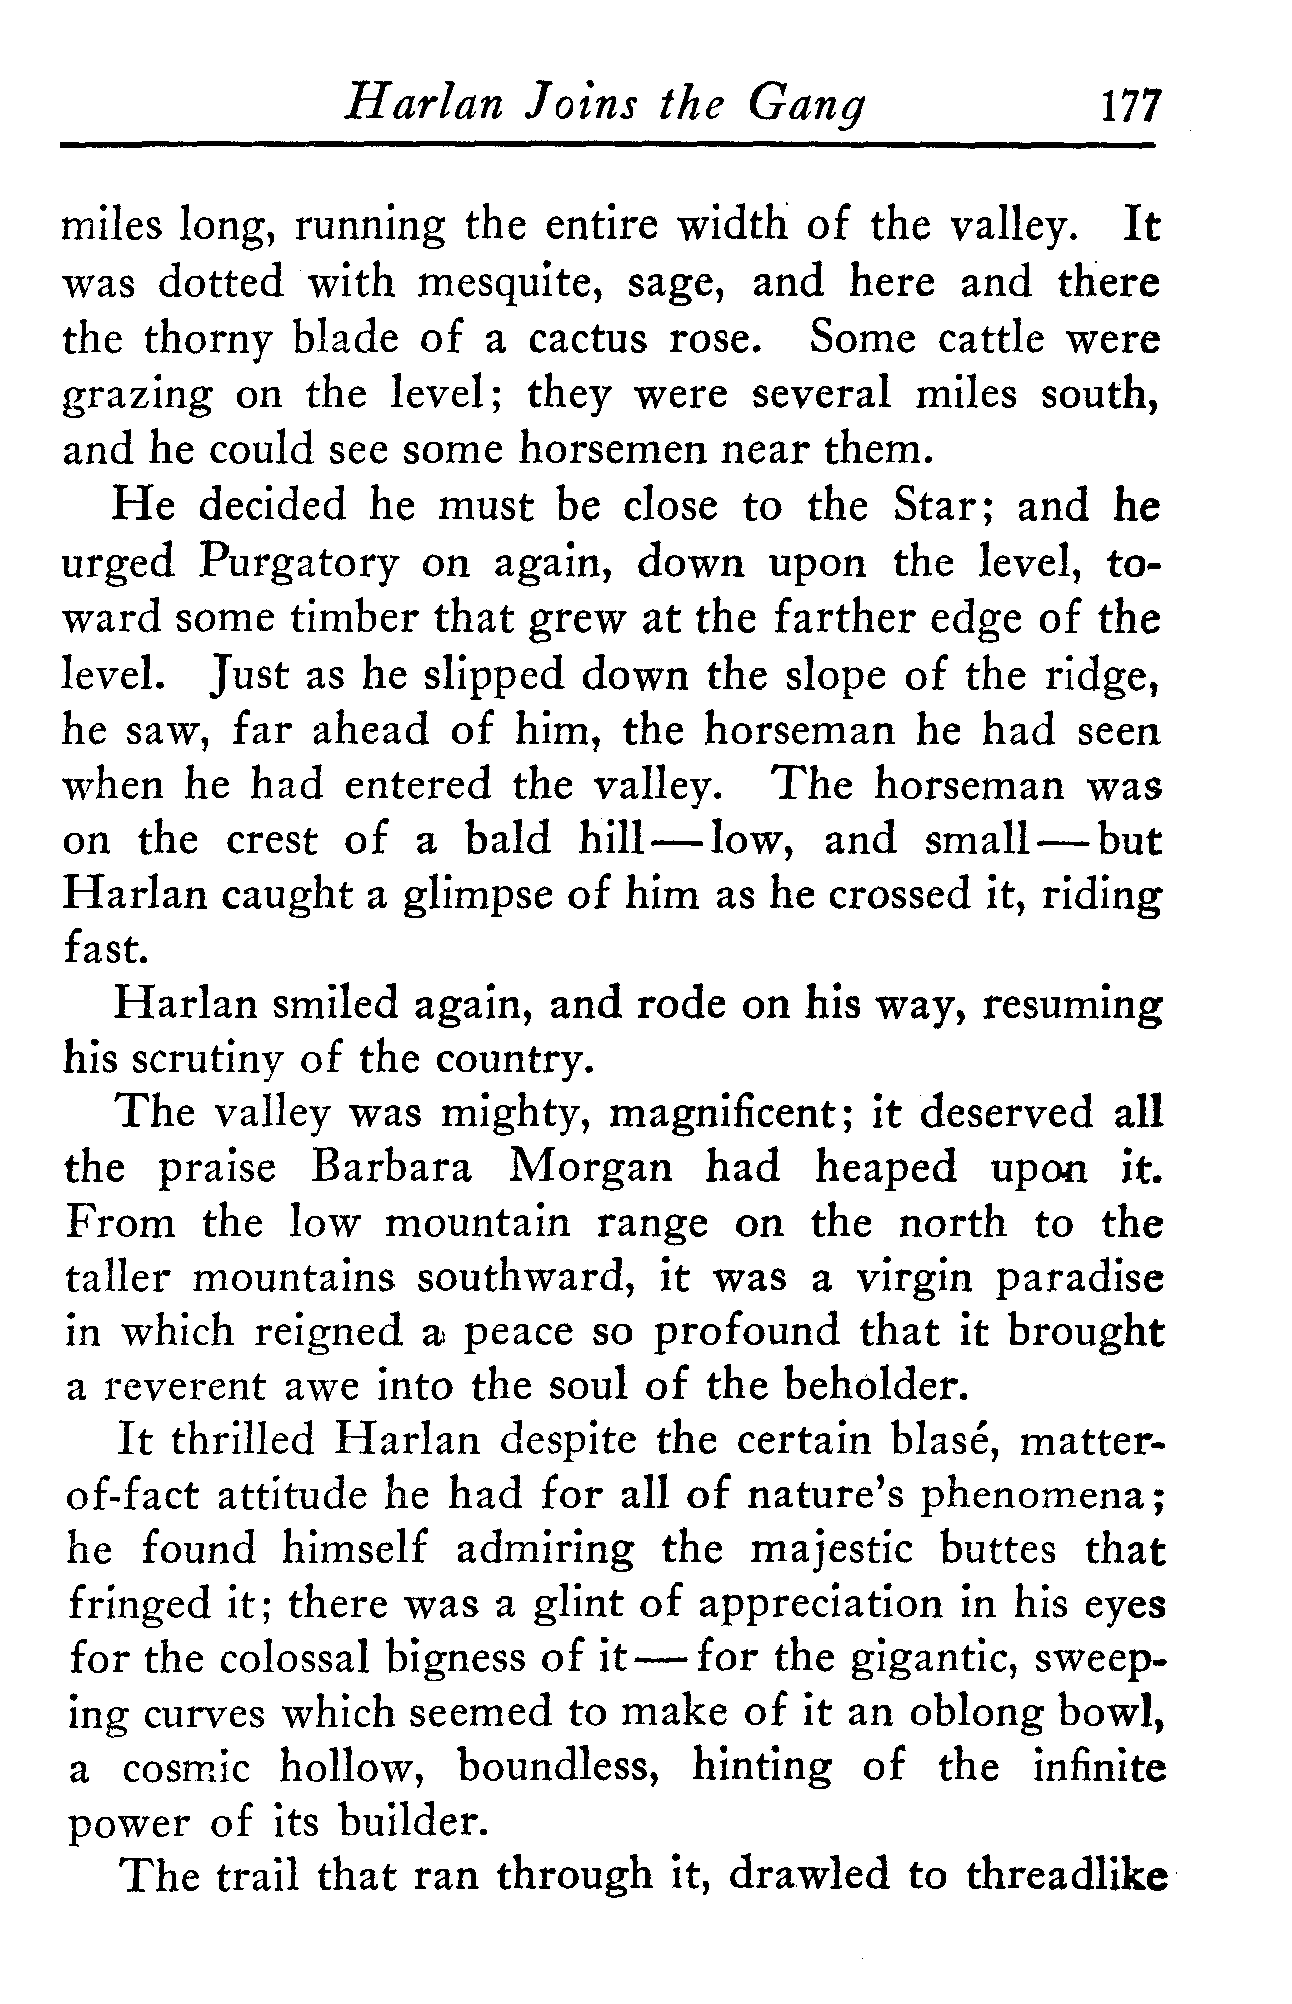 Harlan Joins the Gang 177
miles long, running the entire width of the valley. It
was dotted with mesquite, sage, and here and there
the thorny blade of a cactus rose. Some cattle were
grazing on the level; they were several miles south,
and he could see some horsemen near them.
He decided he must be close to the Star; and he
urged Purgatory on again, down upon the level, to-
ward some timber that grew at the farther edge of the
level. Just as he slipped down the slope of the ridge,
he saw, far ahead of him, the horseman he had seen
when he had entered the valley. The horseman was
on the crest of a bald hill—low, and small—but
Harlan caught a glimpse of him as he crossed it, riding
fast.
Harlan smiled again, and rode on his way, resuming
his scrutiny of the country.
The valley was mighty, magnificent; it deserved all
the praise Barbara Morgan had heaped upon it.
From the low mountain range on the north to the
taller mountains southward, it was a virgin paradise
in which reigned a peace so profound that it brought
a reverent awe into the soul of the beholder.
It thrilled Harlan despite the certain blasé, matter-
of-fact attitude he had for all of nature's phenomena;
he found himself admiring the majestic buttes that
fringed it; there was a glint of appreciation in his eyes
for the colossal bigness of it—for the gigantic, sweep-
ing curves which seemed to make of it an oblong bowl,
a cosmic hollow, boundless, hinting of the infinite
power of its builder.
The trail that ran through it, drawled to threadlike